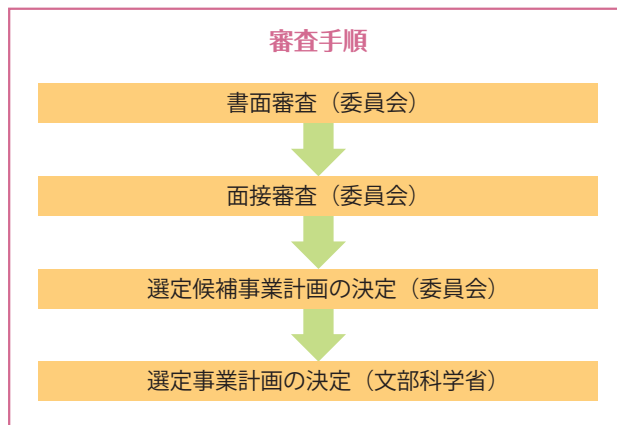 審査手順
書面審査（委員会）
面接審査（委員会）
選定候補事業計画の決定（委員会）
選定事業計画の決定（文部科学省）